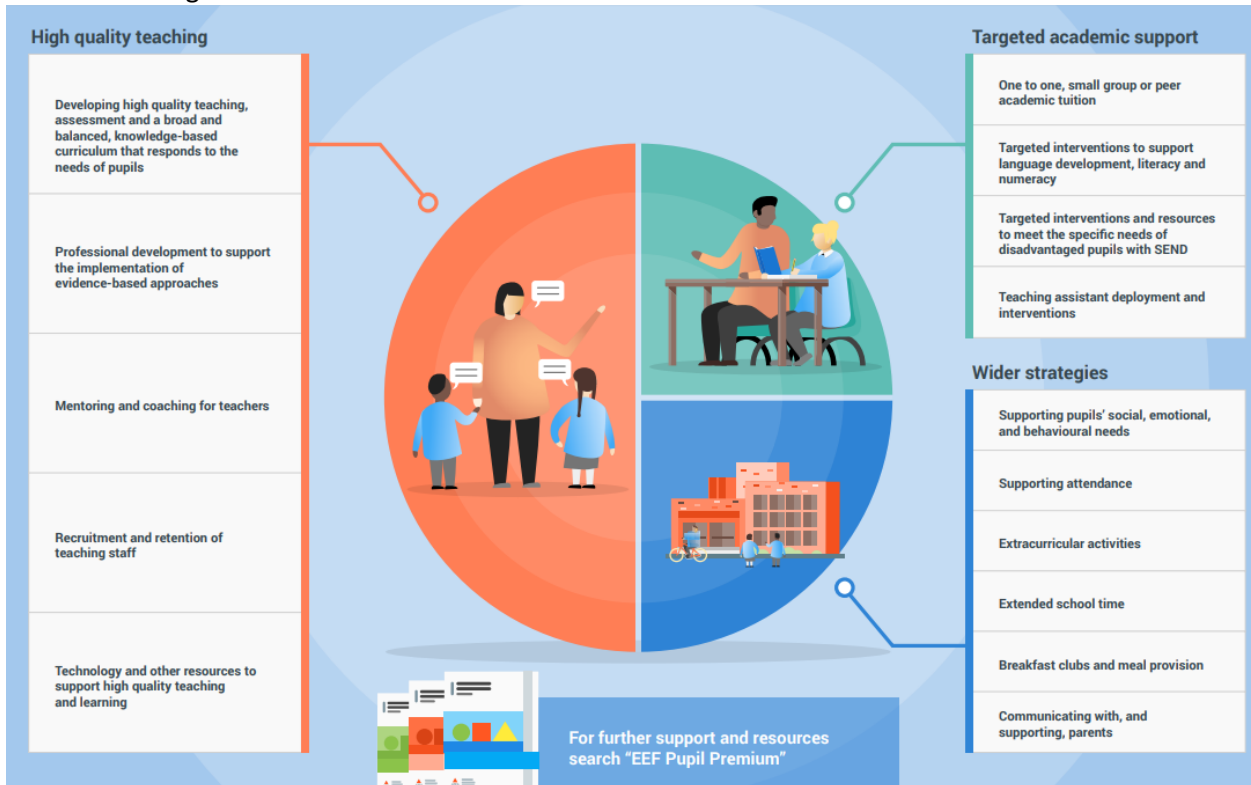 High quality teaching
Developing high quality teaching,
assessment and a broad and
balanced, knowledge-based
curriculum that responds to the
needs of pupils
Professional development to support
the implementation of
evidence-based approaches
Mentoring and coaching for teachers
Recruitment and retention of
teaching staff
Technology and other resources to
support high quality teaching
and learning
Targeted academic support
One to one, small group or peer
academic tuition
Targeted interventions to support
language development, literacy and
numeracy
Targeted interventions and resources
to meet the specific needs of
disadvantaged pupils with SEND
Teaching assistant deployment and
interventions
Wider strategies
Supporting pupils' social, emotional,
and behavioural needs
Supporting attendance
Extracurricular activities
Extended school time
Breakfast clubs and meal provision
Communicating with, and
supporting, parents
For further support and resources
search “EEF Pupil Premium”